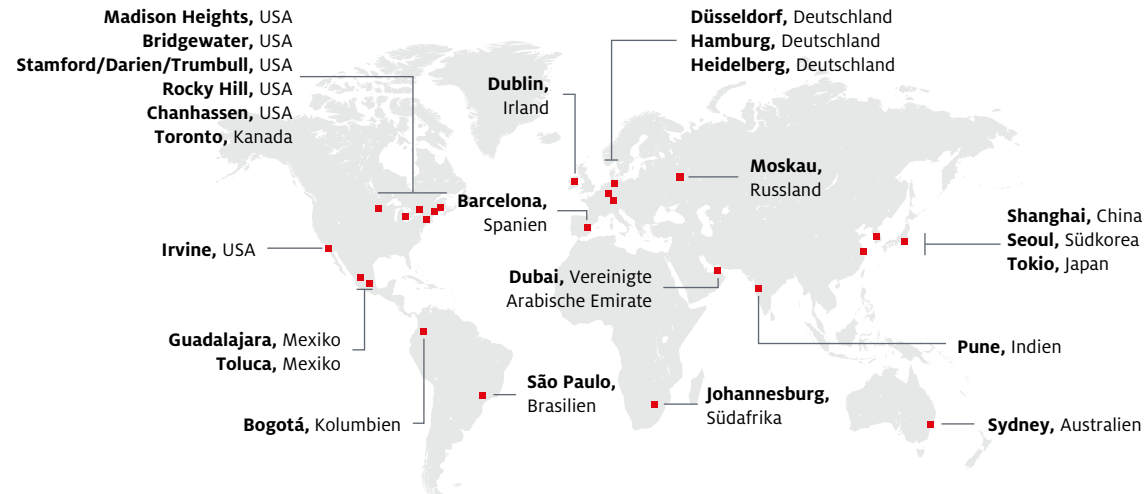 Madison Heights, USA
Bridgewater, USA
Stamford/Darien/Trumbull, USA
Rocky Hill, USA
Chanhassen, USA
Toronto, Kanada
Düsseldorf, Deutschland
Hamburg, Deutschland
Heidelberg, Deutschland
Dublin,
Irland
Moskau,
Russland
Barcelona,
Spanien
Shanghai, China
Seoul, Südkorea
Tokio, Japan
Irvine, USA
Dubai, Vereinigte
Arabische Emirate
Guadalajara, Mexiko
Toluca, Mexiko
Pune, Indien
São Paulo,
Brasilien
Johannesburg,
Südafrika
Bogotá, Kolumbien
Sydney, Australien